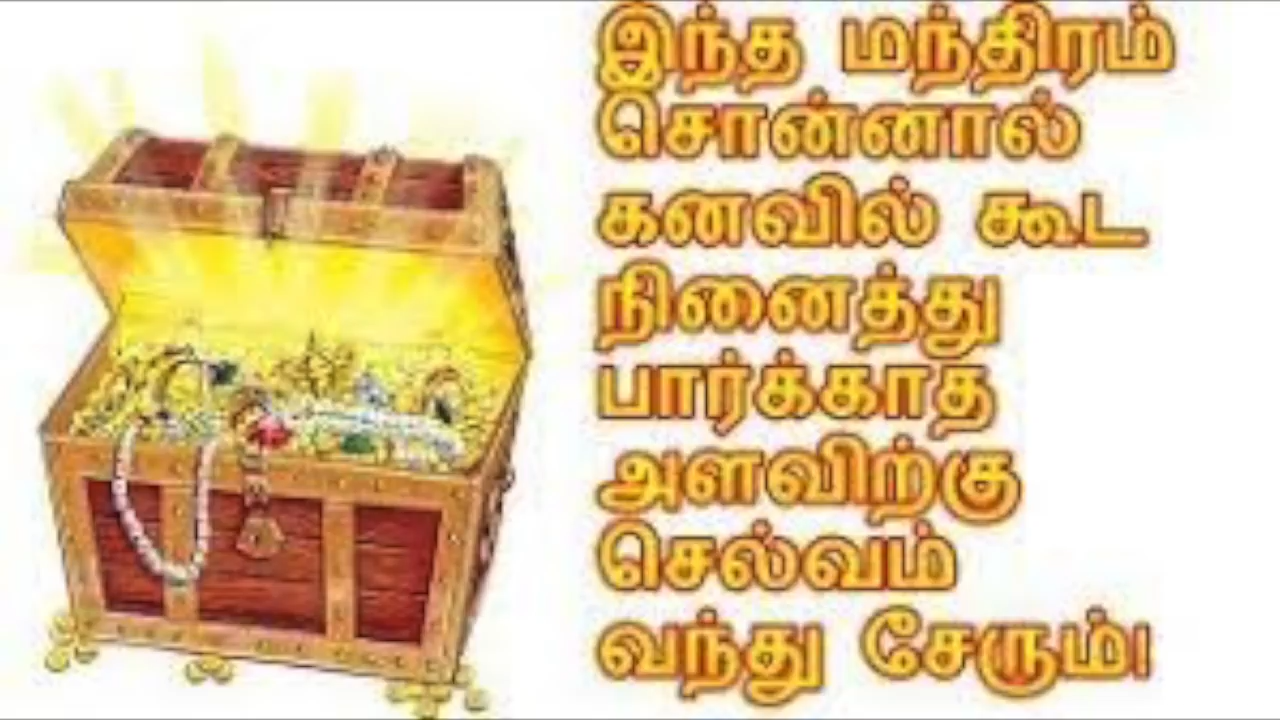 இந்த மந்திரம்
சொன்னால்
கனவில் கூட
நினைத்து
பார்க்காத
அளவிற்கு
செல்வம்
வந்து சேரும்!